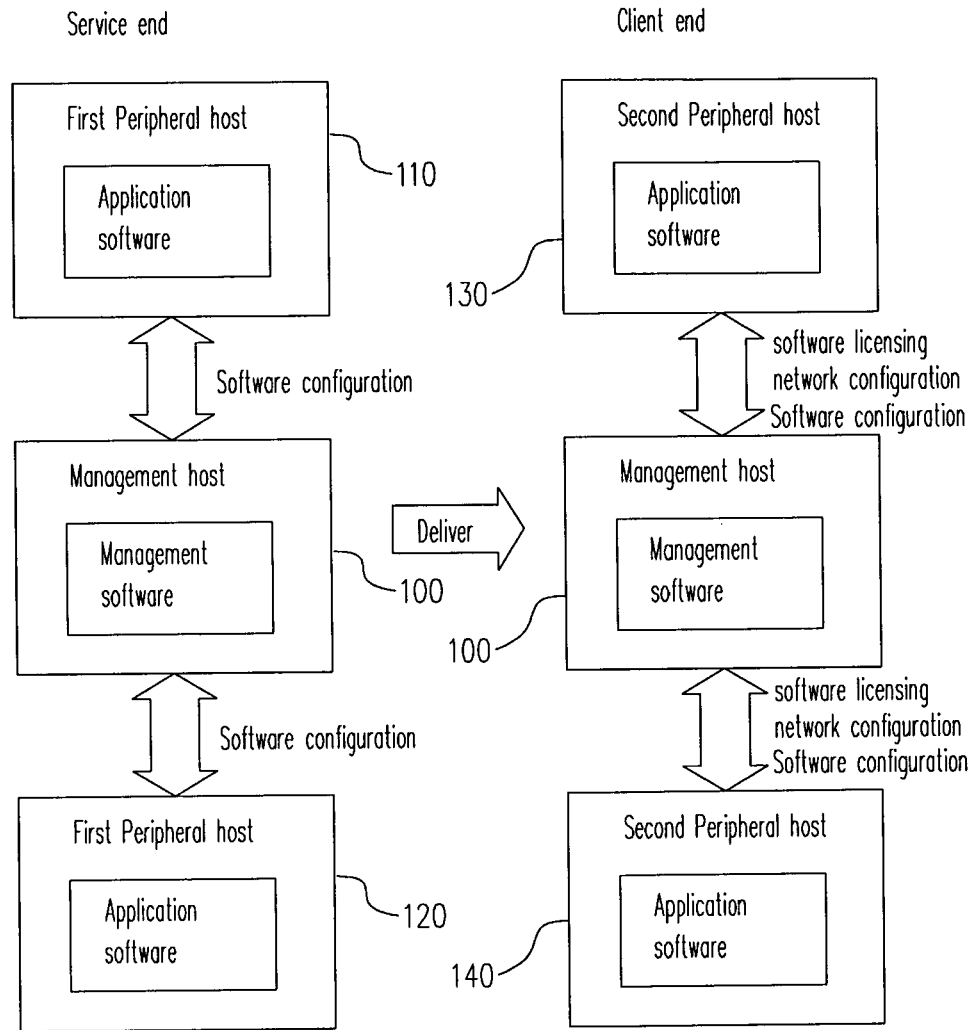 Service end
Client end
First Peripheral host
Application
software
110
Second Peripheral host
Application
software
130
Software configuration
software licensing
network configuration
Software configuration
Management host
Management
software
100
Deliver
Management host
Management
software
100
Software configuration
software licensing
network configuration
Software configuration
First Peripheral host
Application
software
120
Second Peripheral host
Application
software
140